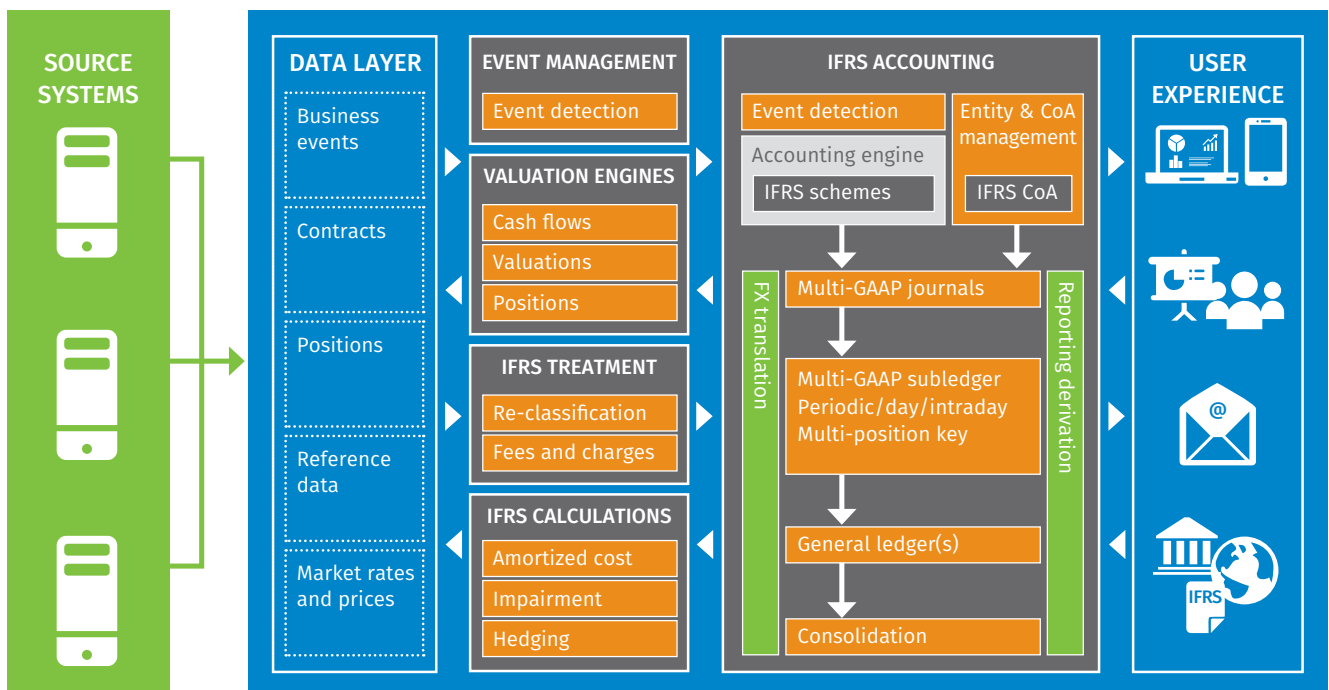 SOURCE
SYSTEMS
DATA LAYER
Business
events
Contracts
Positions
Reference
data
Market rates
and prices
EVENT MANAGEMENT
Event detection
VALUATION ENGINES
Cash flows
Valuations
Positions
IFRS TREATMENT
Re-classification
Fees and charges
IFRS CALCULATIONS
Amortized cost
Impairment
Hedging
IFRS ACCOUNTING
Event detection
Accounting engine
IFRS schemes
Entity & CoA
management
IFRS CoA
FX translation
Multi-GAAP journals
Multi-GAAP subledger
Periodic/day/intraday
Multi-position key
General ledger(s)
Consolidation
Reporting derivation
USER
EXPERIENCE
@
IFRS